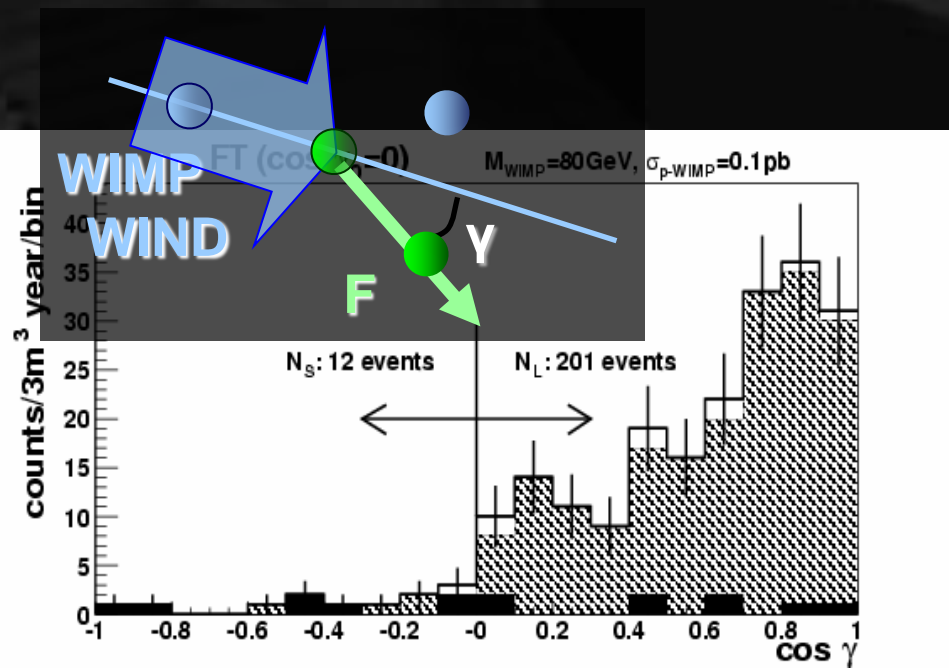 WIMP
WIND
F
γ
FT (cos
=0)
M_WIMP=80GeV, σ_p-WIMP=0.1pb
counts/3m³ year/bin
40
35
30
25
20
15
10
5
0
N_S: 12 events
N_L: 201 events
-1 -0.8 -0.6 -0.4 -0.2 -0 0.2 0.4 0.6 0.8 1
cos γ